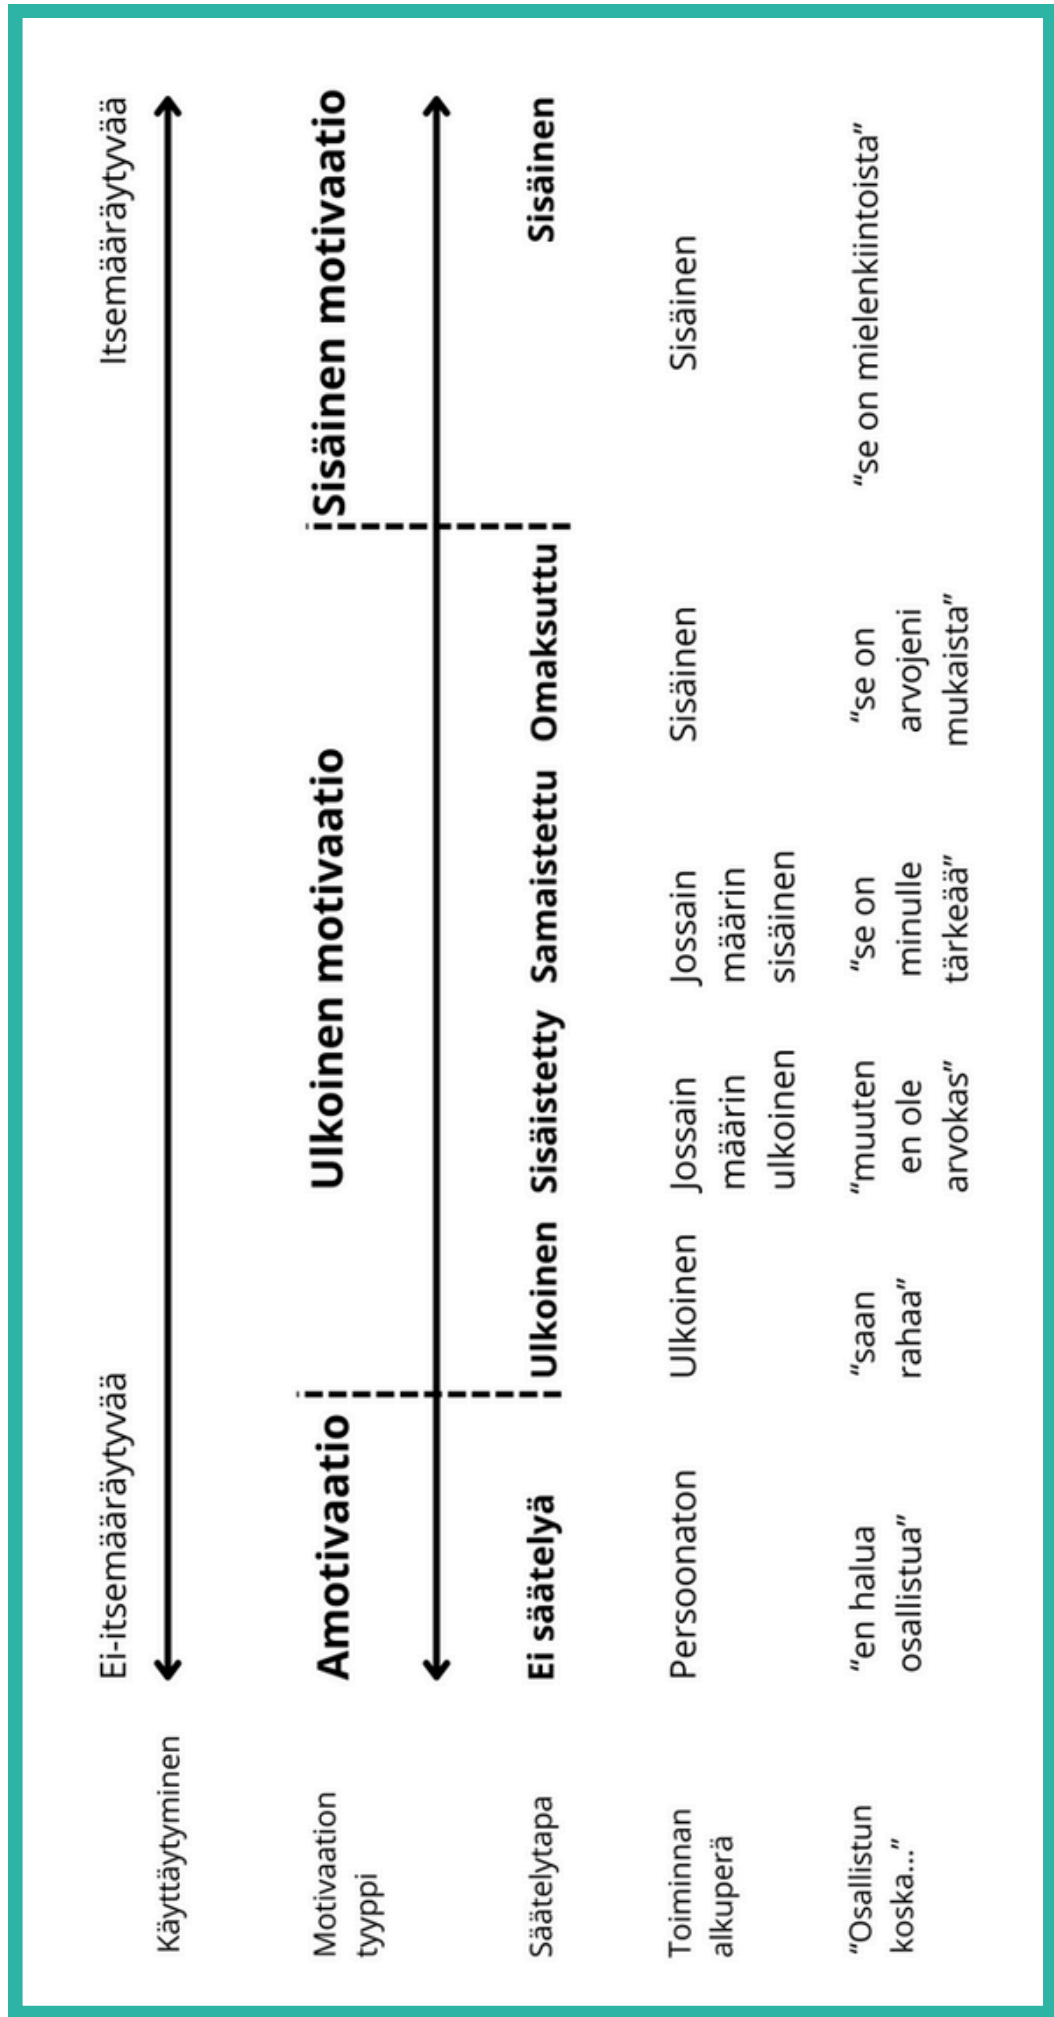 Käyttäytyminen
Ei-itsemääräytyvää
Itsemääräytyvää
Motivaation
tyyppi
Amotivaatio
Ulkoinen motivaatio
Sisäinen motivaatio
Säätelytapa
Ei säätelyä
Ulkoinen
Sisäistetty
Samaistettu
Omaksuttu
Sisäinen
Toiminnan
alkuperä
Persoonaton
Ulkoinen
Jossain
määrin
ulkoinen
Jossain
määrin
sisäinen
Sisäinen
Sisäinen
“Osallistun
koska...”
“en halua
osallistua”
“saan
rahaa”
“muuten
en ole
arvokas”
“se on
minulle
tärkeää”
“se on
arvojeni
mukaista”
“se on mielenkiintoista”